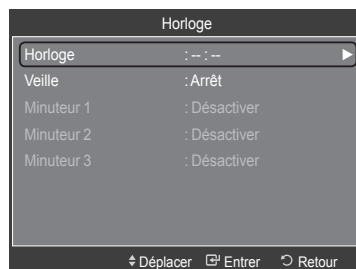 Horloge
Horloge : -- : --
Veille : Arrêt
Minuteur 1 : Désactiver
Minuteur 2 : Désactiver
Minuteur 3 : Désactiver
Déplacer Entrer Retour